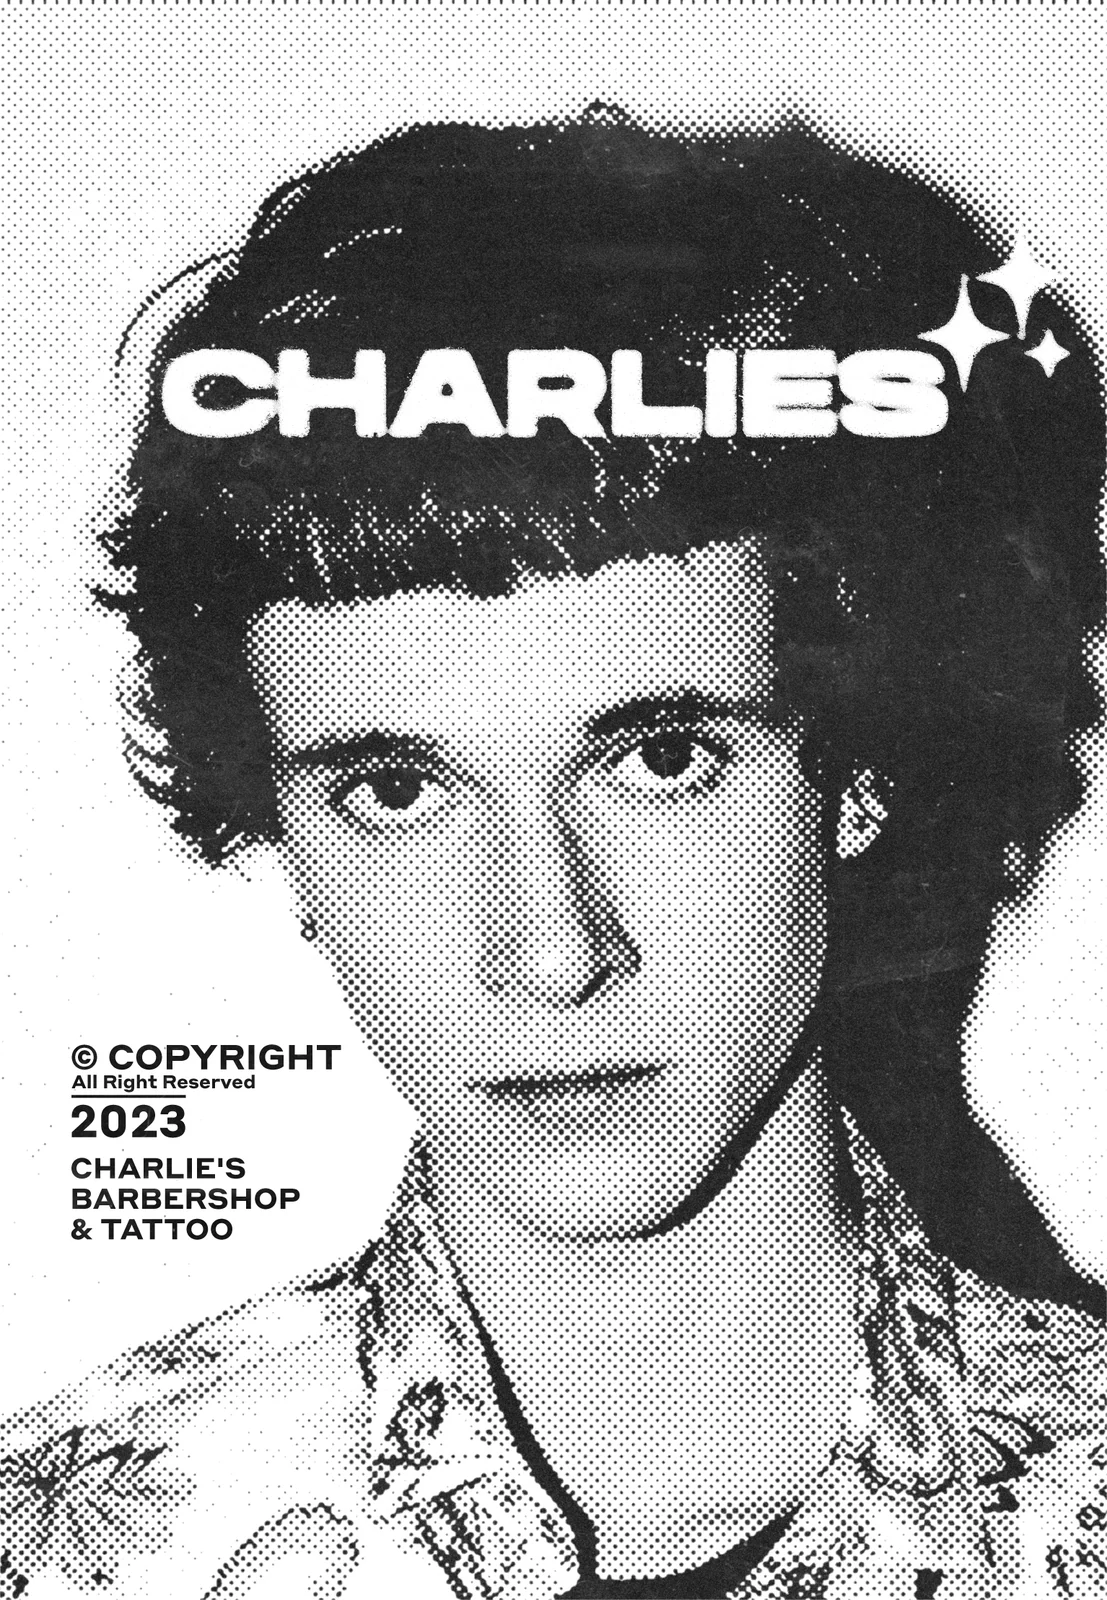 CHARLIES
© COPYRIGHT
All Right Reserved
2023
CHARLIE'S
BARBERSHOP
& TATTOO